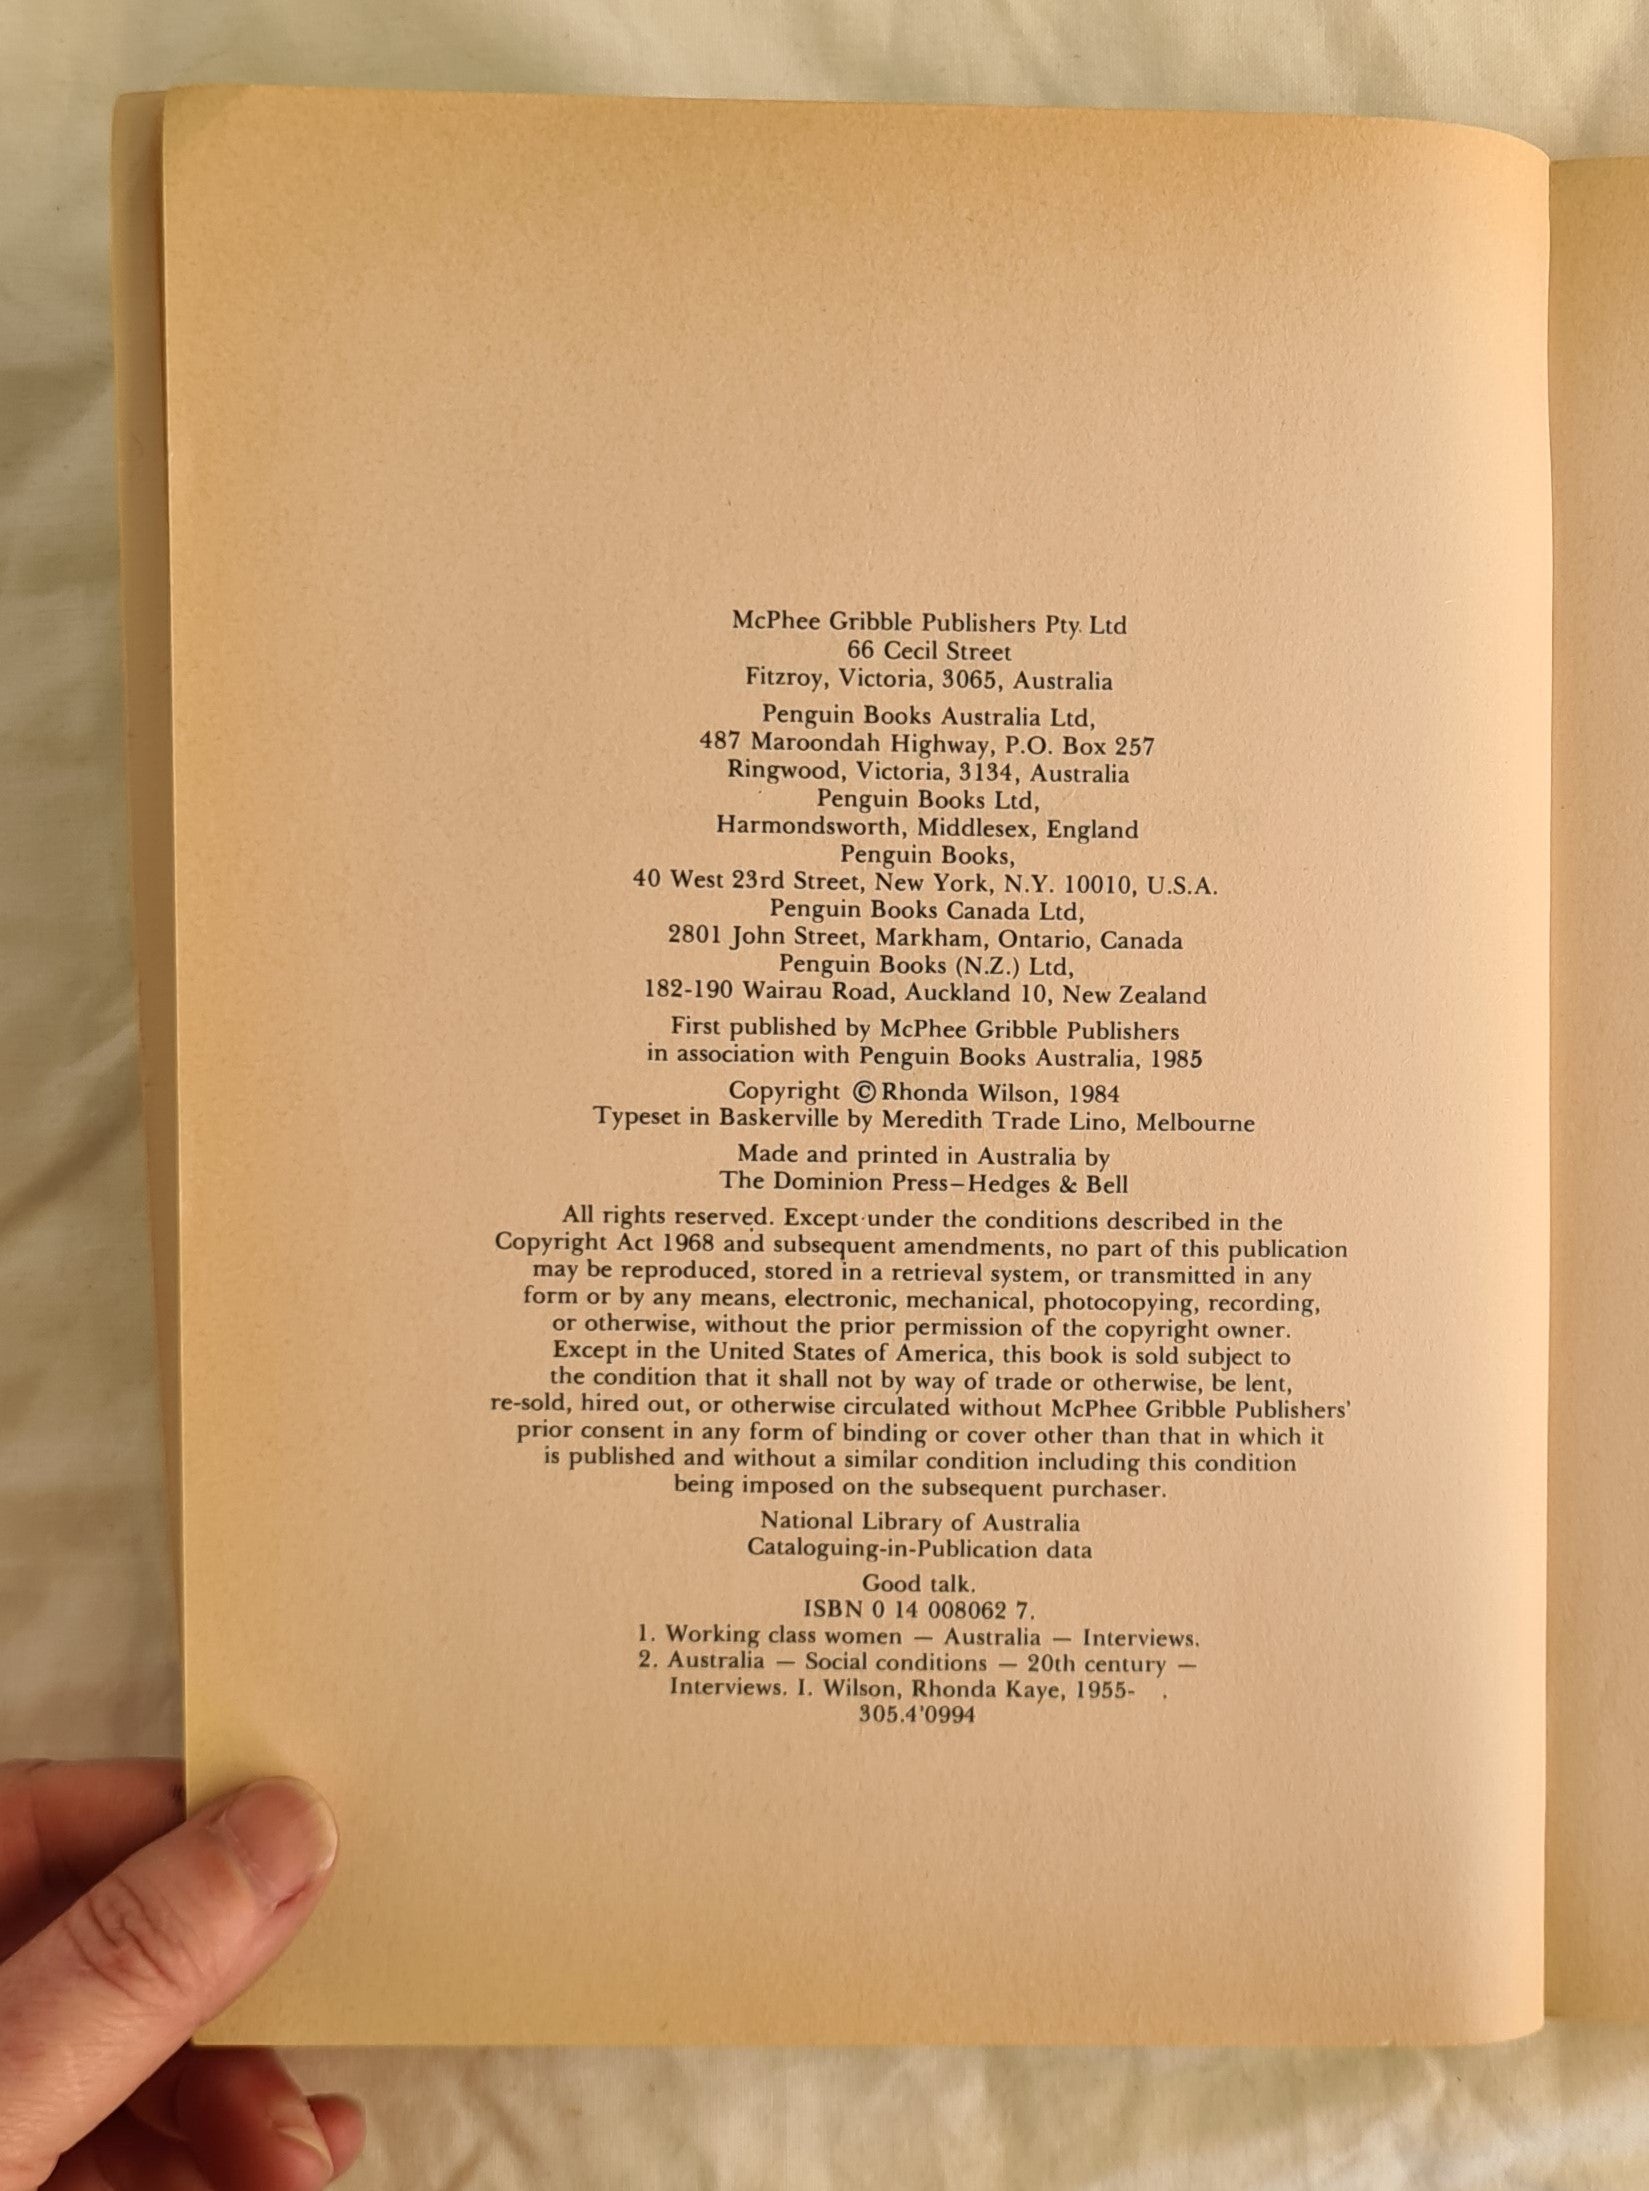 McPhee Gribble Publishers Pty. Ltd
66 Cecil Street
Fitzroy, Victoria, 3065, Australia
Penguin Books Australia Ltd,
487 Maroondah Highway, P.O. Box 257
Ringwood, Victoria, 3134, Australia
Penguin Books Ltd,
Harmondsworth, Middlesex, England
Penguin Books,
40 West 23rd Street, New York, N.Y. 10010, U.S.A.
Penguin Books Canada Ltd,
2801 John Street, Markham, Ontario, Canada
Penguin Books (N.Z.) Ltd,
182-190 Wairau Road, Auckland 10, New Zealand
First published by McPhee Gribble Publishers
in association with Penguin Books Australia, 1985
Copyright © Rhonda Wilson, 1984
Typeset in Baskerville by Meredith Trade Lino, Melbourne
Made and printed in Australia by
The Dominion Press–Hedges & Bell
All rights reserved. Except under the conditions described in the
Copyright Act 1968 and subsequent amendments, no part of this publication
may be reproduced, stored in a retrieval system, or transmitted in any
form or by any means, electronic, mechanical, photocopying, recording,
or otherwise, without the prior permission of the copyright owner.
Except in the United States of America, this book is sold subject to
the condition that it shall not by way of trade or otherwise, be lent,
re-sold, hired out, or otherwise circulated without McPhee Gribble Publishers'
prior consent in any form of binding or cover other than that in which it
is published and without a similar condition including this condition
being imposed on the subsequent purchaser.
National Library of Australia
Cataloguing-in-Publication data
Good talk.
ISBN 0 14 008062 7.
1. Working class women — Australia — Interviews.
2. Australia — Social conditions — 20th century —
Interviews. I. Wilson, Rhonda Kaye, 1955- .
305.4'0994